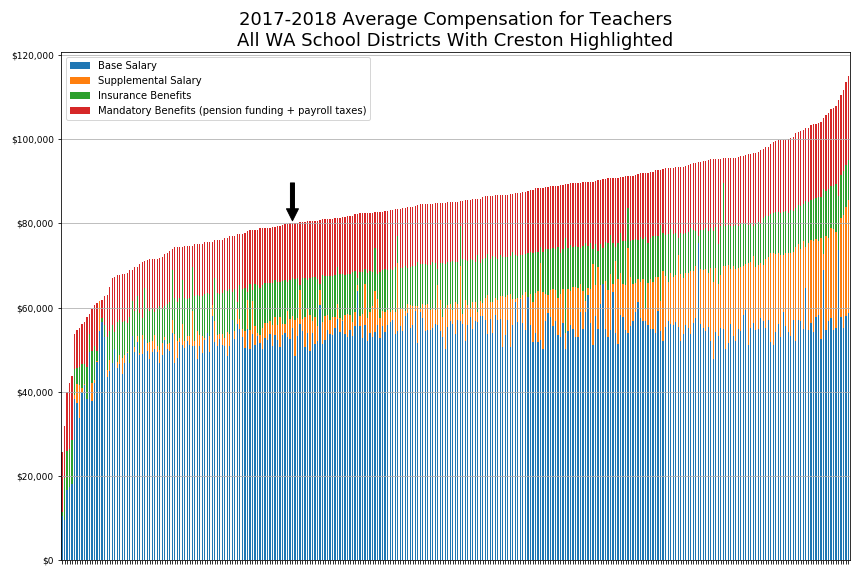 2017-2018 Average Compensation for Teachers
All WA School Districts With Creston Highlighted
$120,000
$100,000
$80,000
$60,000
$40,000
$20,000
$0
Base Salary
Supplemental Salary
Insurance Benefits
Mandatory Benefits (pension funding + payroll taxes)